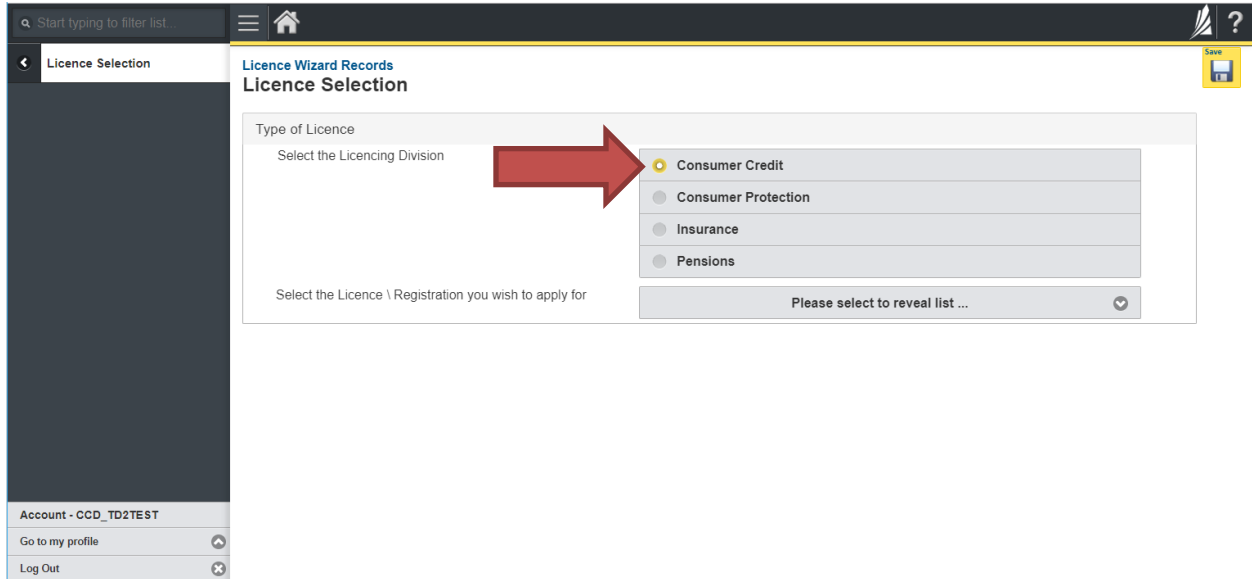 Start typing to filter list...
?
Licence Selection
Licence Wizard Records
Licence Selection
Save
Type of Licence
Select the Licencing Division
Consumer Credit
Consumer Protection
Insurance
Pensions
Select the Licence \ Registration you wish to apply for
Please select to reveal list ...
Account - CCD_TD2TEST
Go to my profile
Log Out